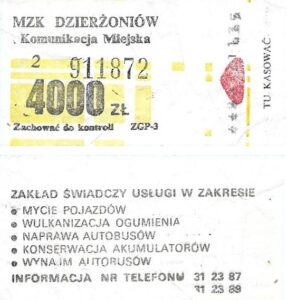 MZK DZIERŻONIÓW
Komunikacja Miejska
2 911872
4000 ZŁ
Zachować do kontroli ZGP-3
TU KASOWAĆ
ZAKŁAD ŚWIADCZY USŁUGI W ZAKRESIE
● MYCIE POJAZDÓW
● WULKANIZACJA OGUMIENIA
● NAPRAWA AUTOBUSÓW
● KONSERWACJA AKUMULATORÓW
● WYNAJM AUTOBUSÓW
INFORMACJA NR TELEFONU 31 23 87
31 23 89